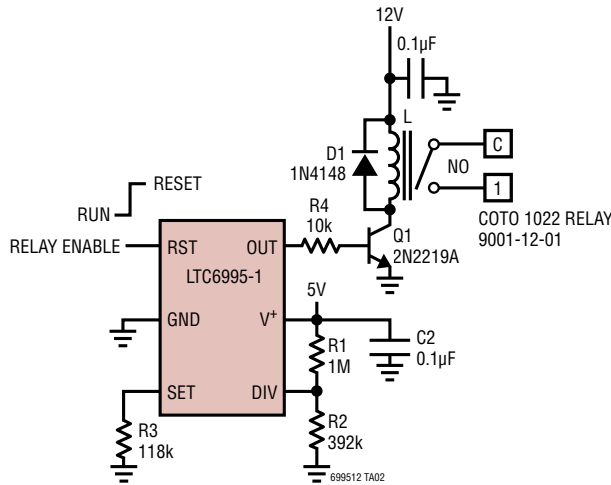 12V
0.1µF
L
D1
1N4148
C
NO
1
COTO 1022 RELAY
9001-12-01
RESET
RUN
R4
10k
Q1
2N2219A
RELAY ENABLE
RST
OUT
LTC6995-1
5V
GND
V+
C2
0.1µF
R1
1M
SET
DIV
R3
118k
R2
392k
699512 TA02